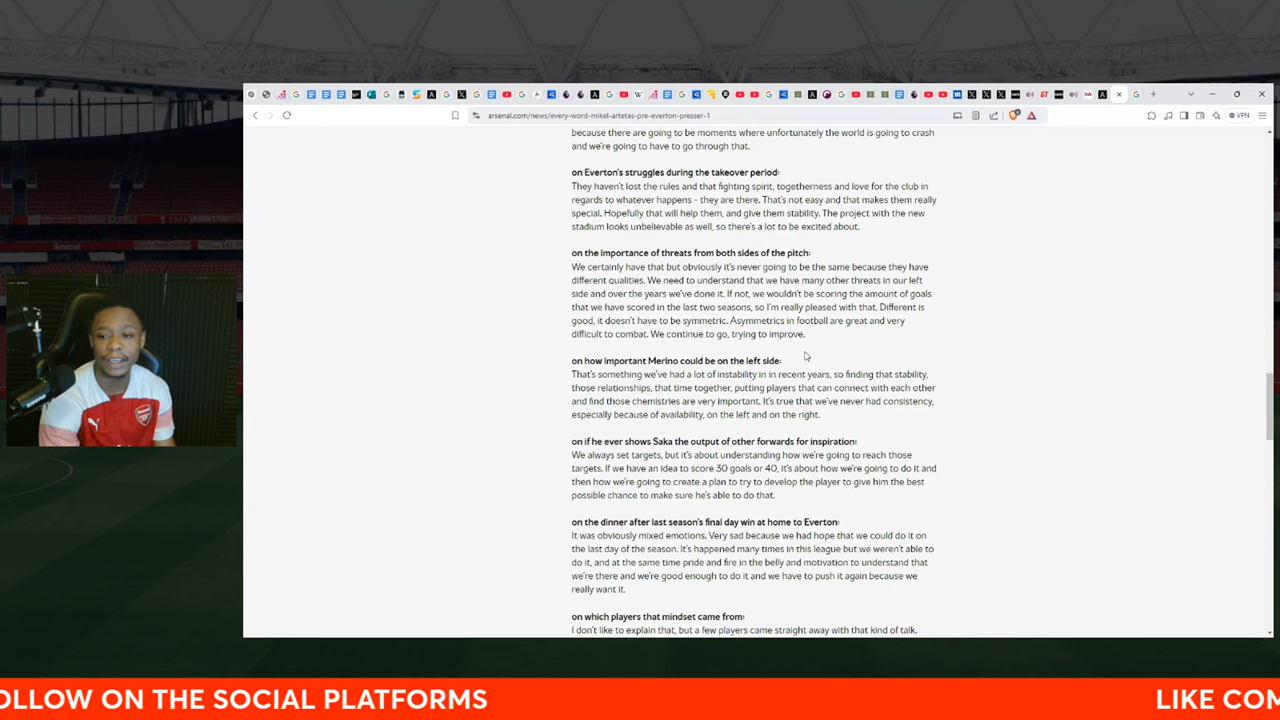 VPN
arsenal.com/news/every-word-mikel-artetas-pre-everton-presser-1
because there are going to be moments where unfortunately the world is going to crash
and we're going to have to go through that.
on Everton's struggles during the takeover period:
They haven't lost the rules and that fighting spirit, togetherness and love for the club in
regards to whatever happens - they are there. That's not easy and that makes them really
special. Hopefully that will help them, and give them stability. The project with the new
stadium looks unbelievable as well, so there's a lot to be excited about.
on the importance of threats from both sides of the pitch:
We certainly have that but obviously it's never going to be the same because they have
different qualities. We need to understand that we have many other threats in our left
side and over the years we've done it. If not, we wouldn't be scoring the amount of goals
that we have scored in the last two seasons, so I'm really pleased with that. Different is
good, it doesn't have to be symmetric. Asymmetrics in football are great and very
difficult to combat. We continue to go, trying to improve.
on how important Merino could be on the left side:
That's something we've had a lot of instability in in recent years, so finding that stability,
those relationships, that time together, putting players that can connect with each other
and find those chemistries are very important. It's true that we've never had consistency,
especially because of availability, on the left and on the right.
on if he ever shows Saka the output of other forwards for inspiration:
We always set targets, but it's about understanding how we're going to reach those
targets. If we have an idea to score 30 goals or 40, it's about how we're going to do it and
then how we're going to create a plan to try to develop the player to give him the best
possible chance to make sure he's able to do that.
on the dinner after last season's final day win at home to Everton:
It was obviously mixed emotions. Very sad because we had hope that we could do it on
the last day of the season. It's happened many times in this league but we weren't able to
do it, and at the same time pride and fire in the belly and motivation to understand that
we're there and we're good enough to do it and we have to push it again because we
really want it.
on which players that mindset came from:
I don't like to explain that, but a few players came straight away with that kind of talk.
OLLOW ON THE SOCIAL PLATFORMS
LIKE COM